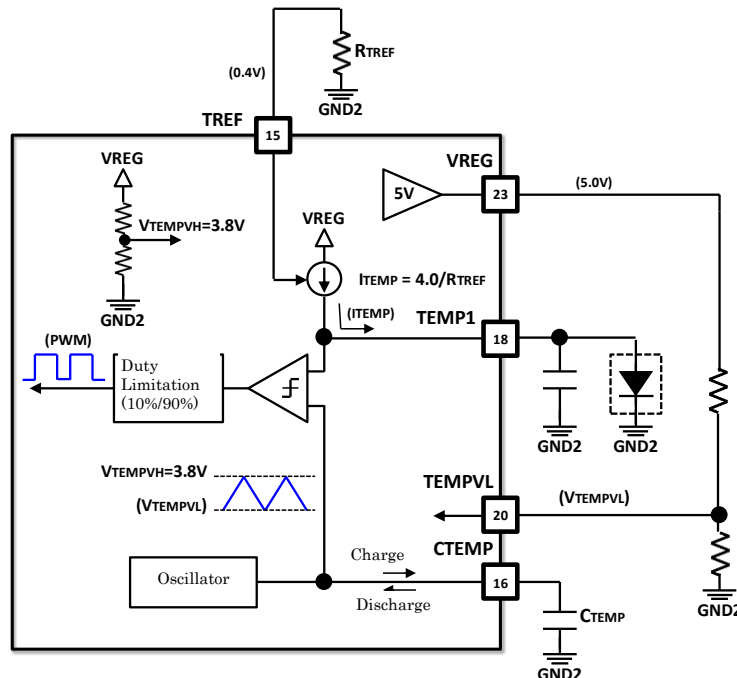 RTREF
(0.4V)
GND2
TREF
15
VREG
VREG
5V
23
(5.0V)
VTEMPVH=3.8V
VREG
ITEMP = 4.0/RTREF
GND2
(ITEMP)
TEMP1
18
(PWM)
Duty
Limitation
(10%/90%)
GND2
GND2
VTEMPVH=3.8V
(VTEMPVL)
TEMPVL
20
(VTEMPVL)
CTEMP
Oscillator
Charge
Discharge
16
CTEMP
GND2
GND2